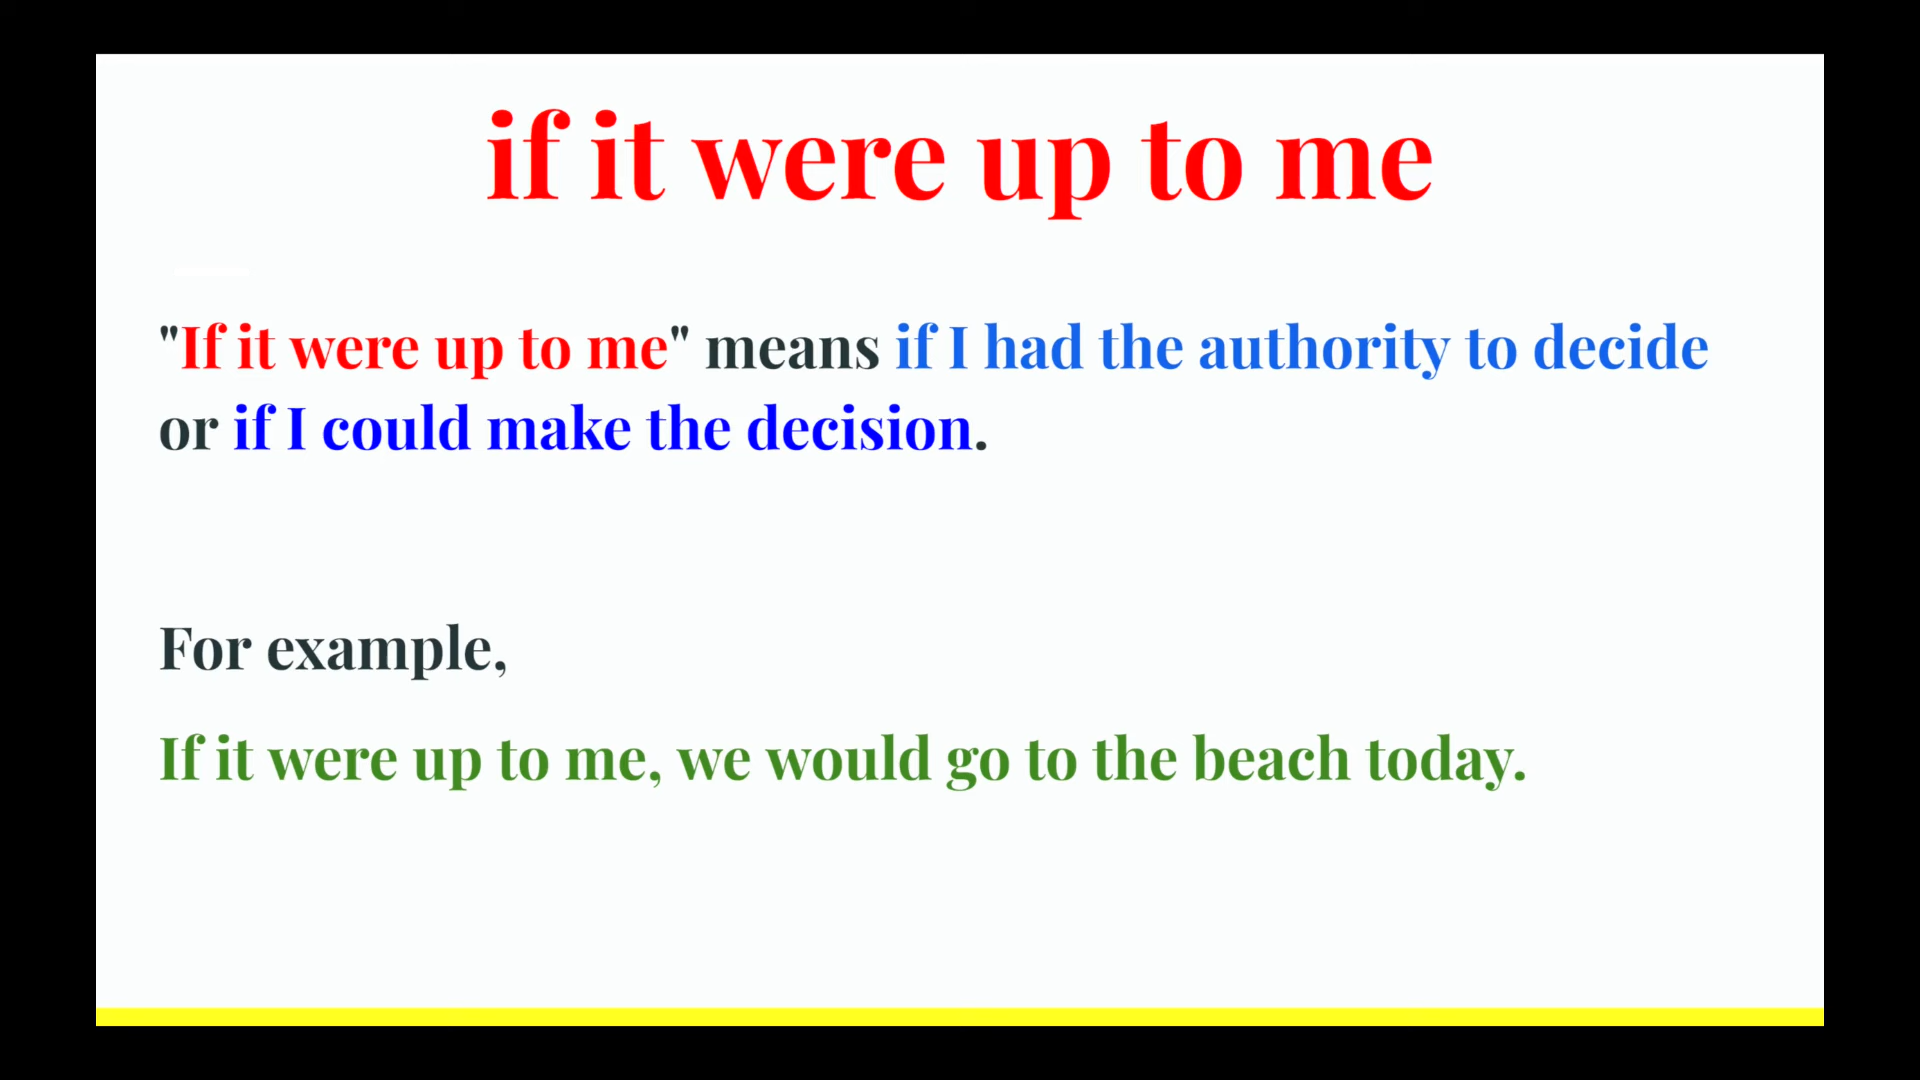 if it were up to me
"If it were up to me" means if I had the authority to decide
or if I could make the decision.
For example,
If it were up to me, we would go to the beach today.